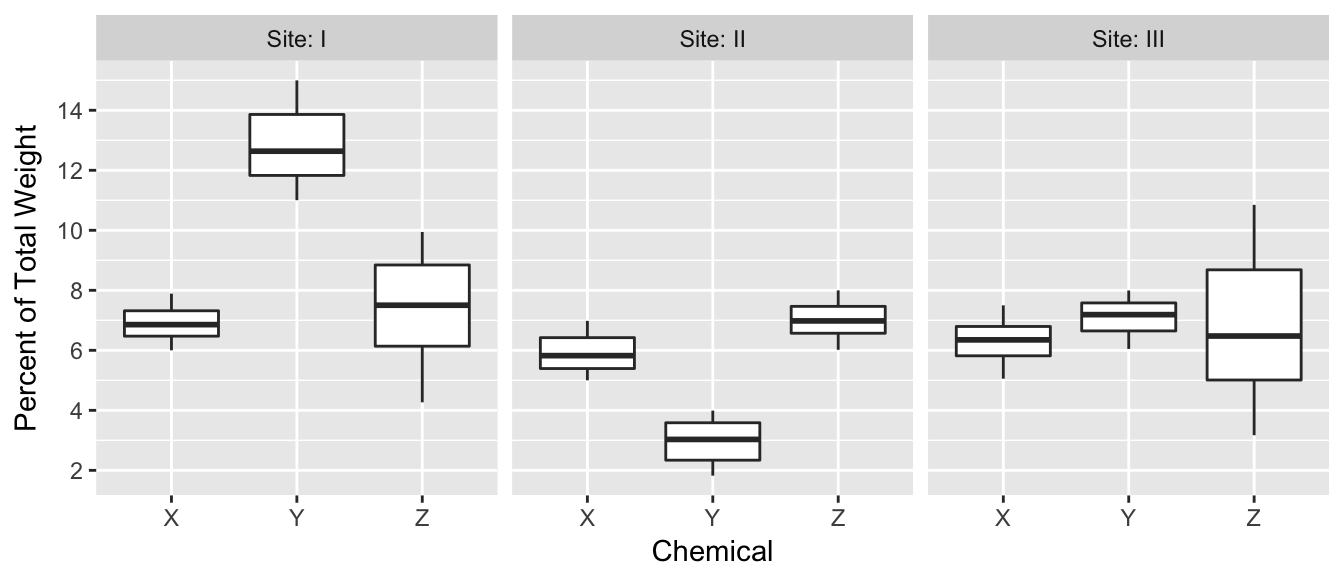 Site: I
Site: II
Site: III
Percent of Total Weight
14
12
10
8
6
4
2
X Y Z
X Y Z
X Y Z
Chemical